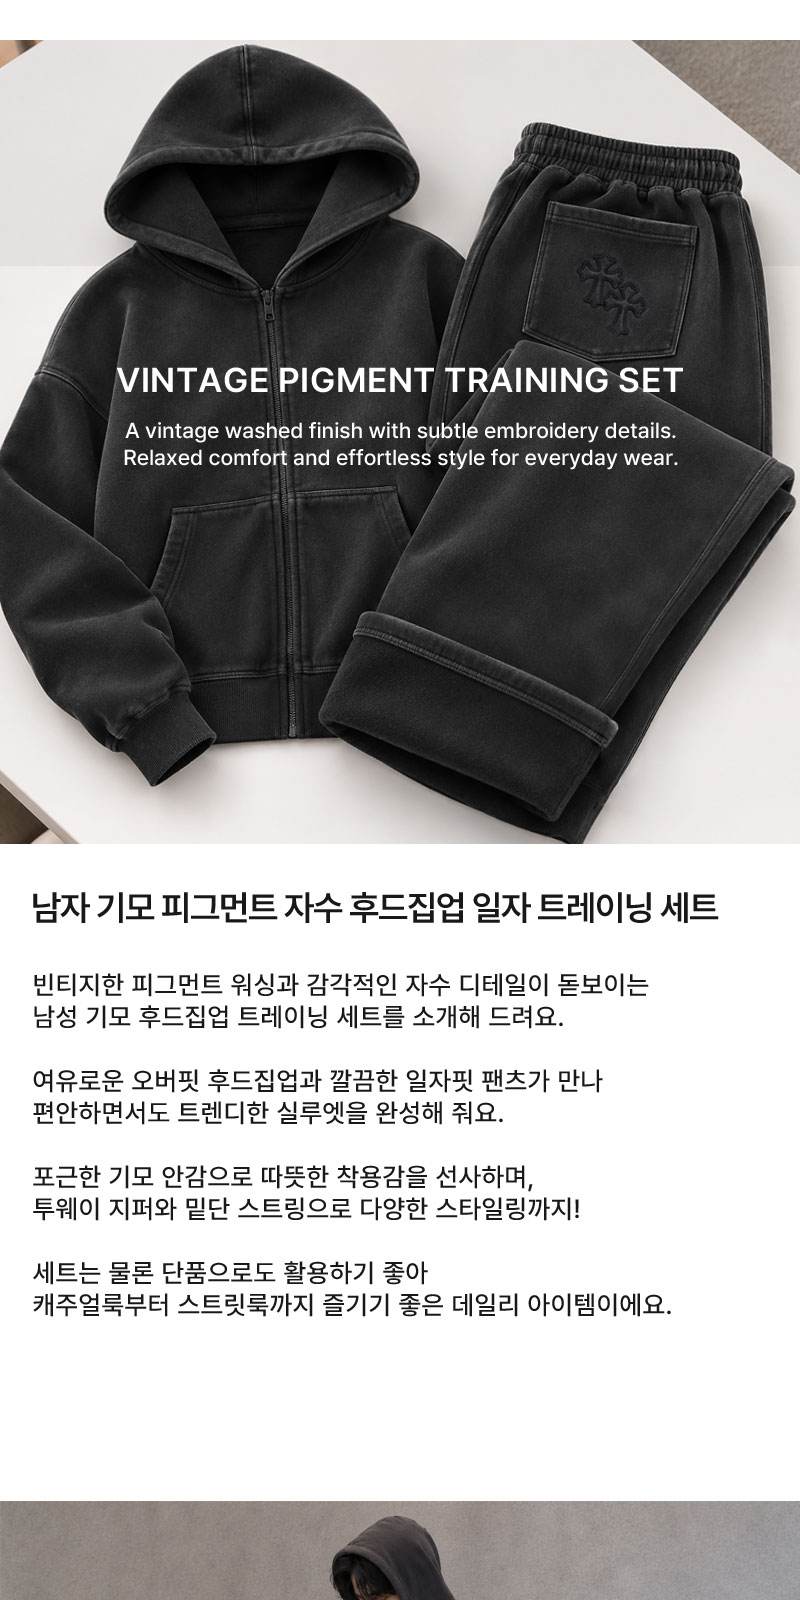 VINTAGE PIGMENT TRAINING SET
A vintage washed finish with subtle embroidery details.
Relaxed comfort and effortless style for everyday wear.
남자 기모 피그먼트 자수 후드집업 일자 트레이닝 세트
빈티지한 피그먼트 워싱과 감각적인 자수 디테일이 돋보이는
남성 기모 후드집업 트레이닝 세트를 소개해 드려요.
여유로운 오버핏 후드집업과 깔끔한 일자핏 팬츠가 만나
편안하면서도 트렌디한 실루엣을 완성해 줘요.
포근한 기모 안감으로 따뜻한 착용감을 선사하며,
투웨이 지퍼와 밑단 스트링으로 다양한 스타일링까지!
세트는 물론 단품으로도 활용하기 좋아
캐주얼룩부터 스트릿룩까지 즐기기 좋은 데일리 아이템이에요.